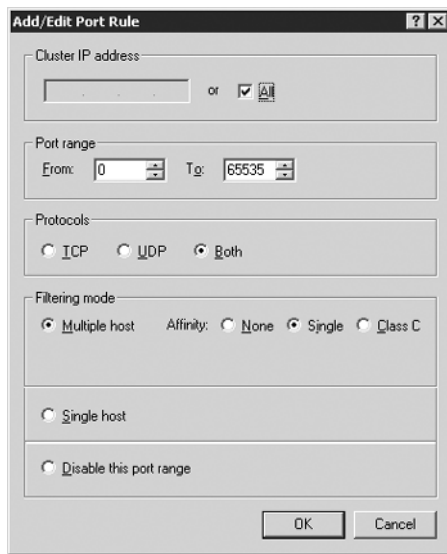 Add/Edit Port Rule
Cluster IP address
. . . or All
Port range
From: 0 To: 65535
Protocols
TCP UDP Both
Filtering mode
Multiple host Affinity: None Single Class C
Single host
Disable this port range
OK Cancel